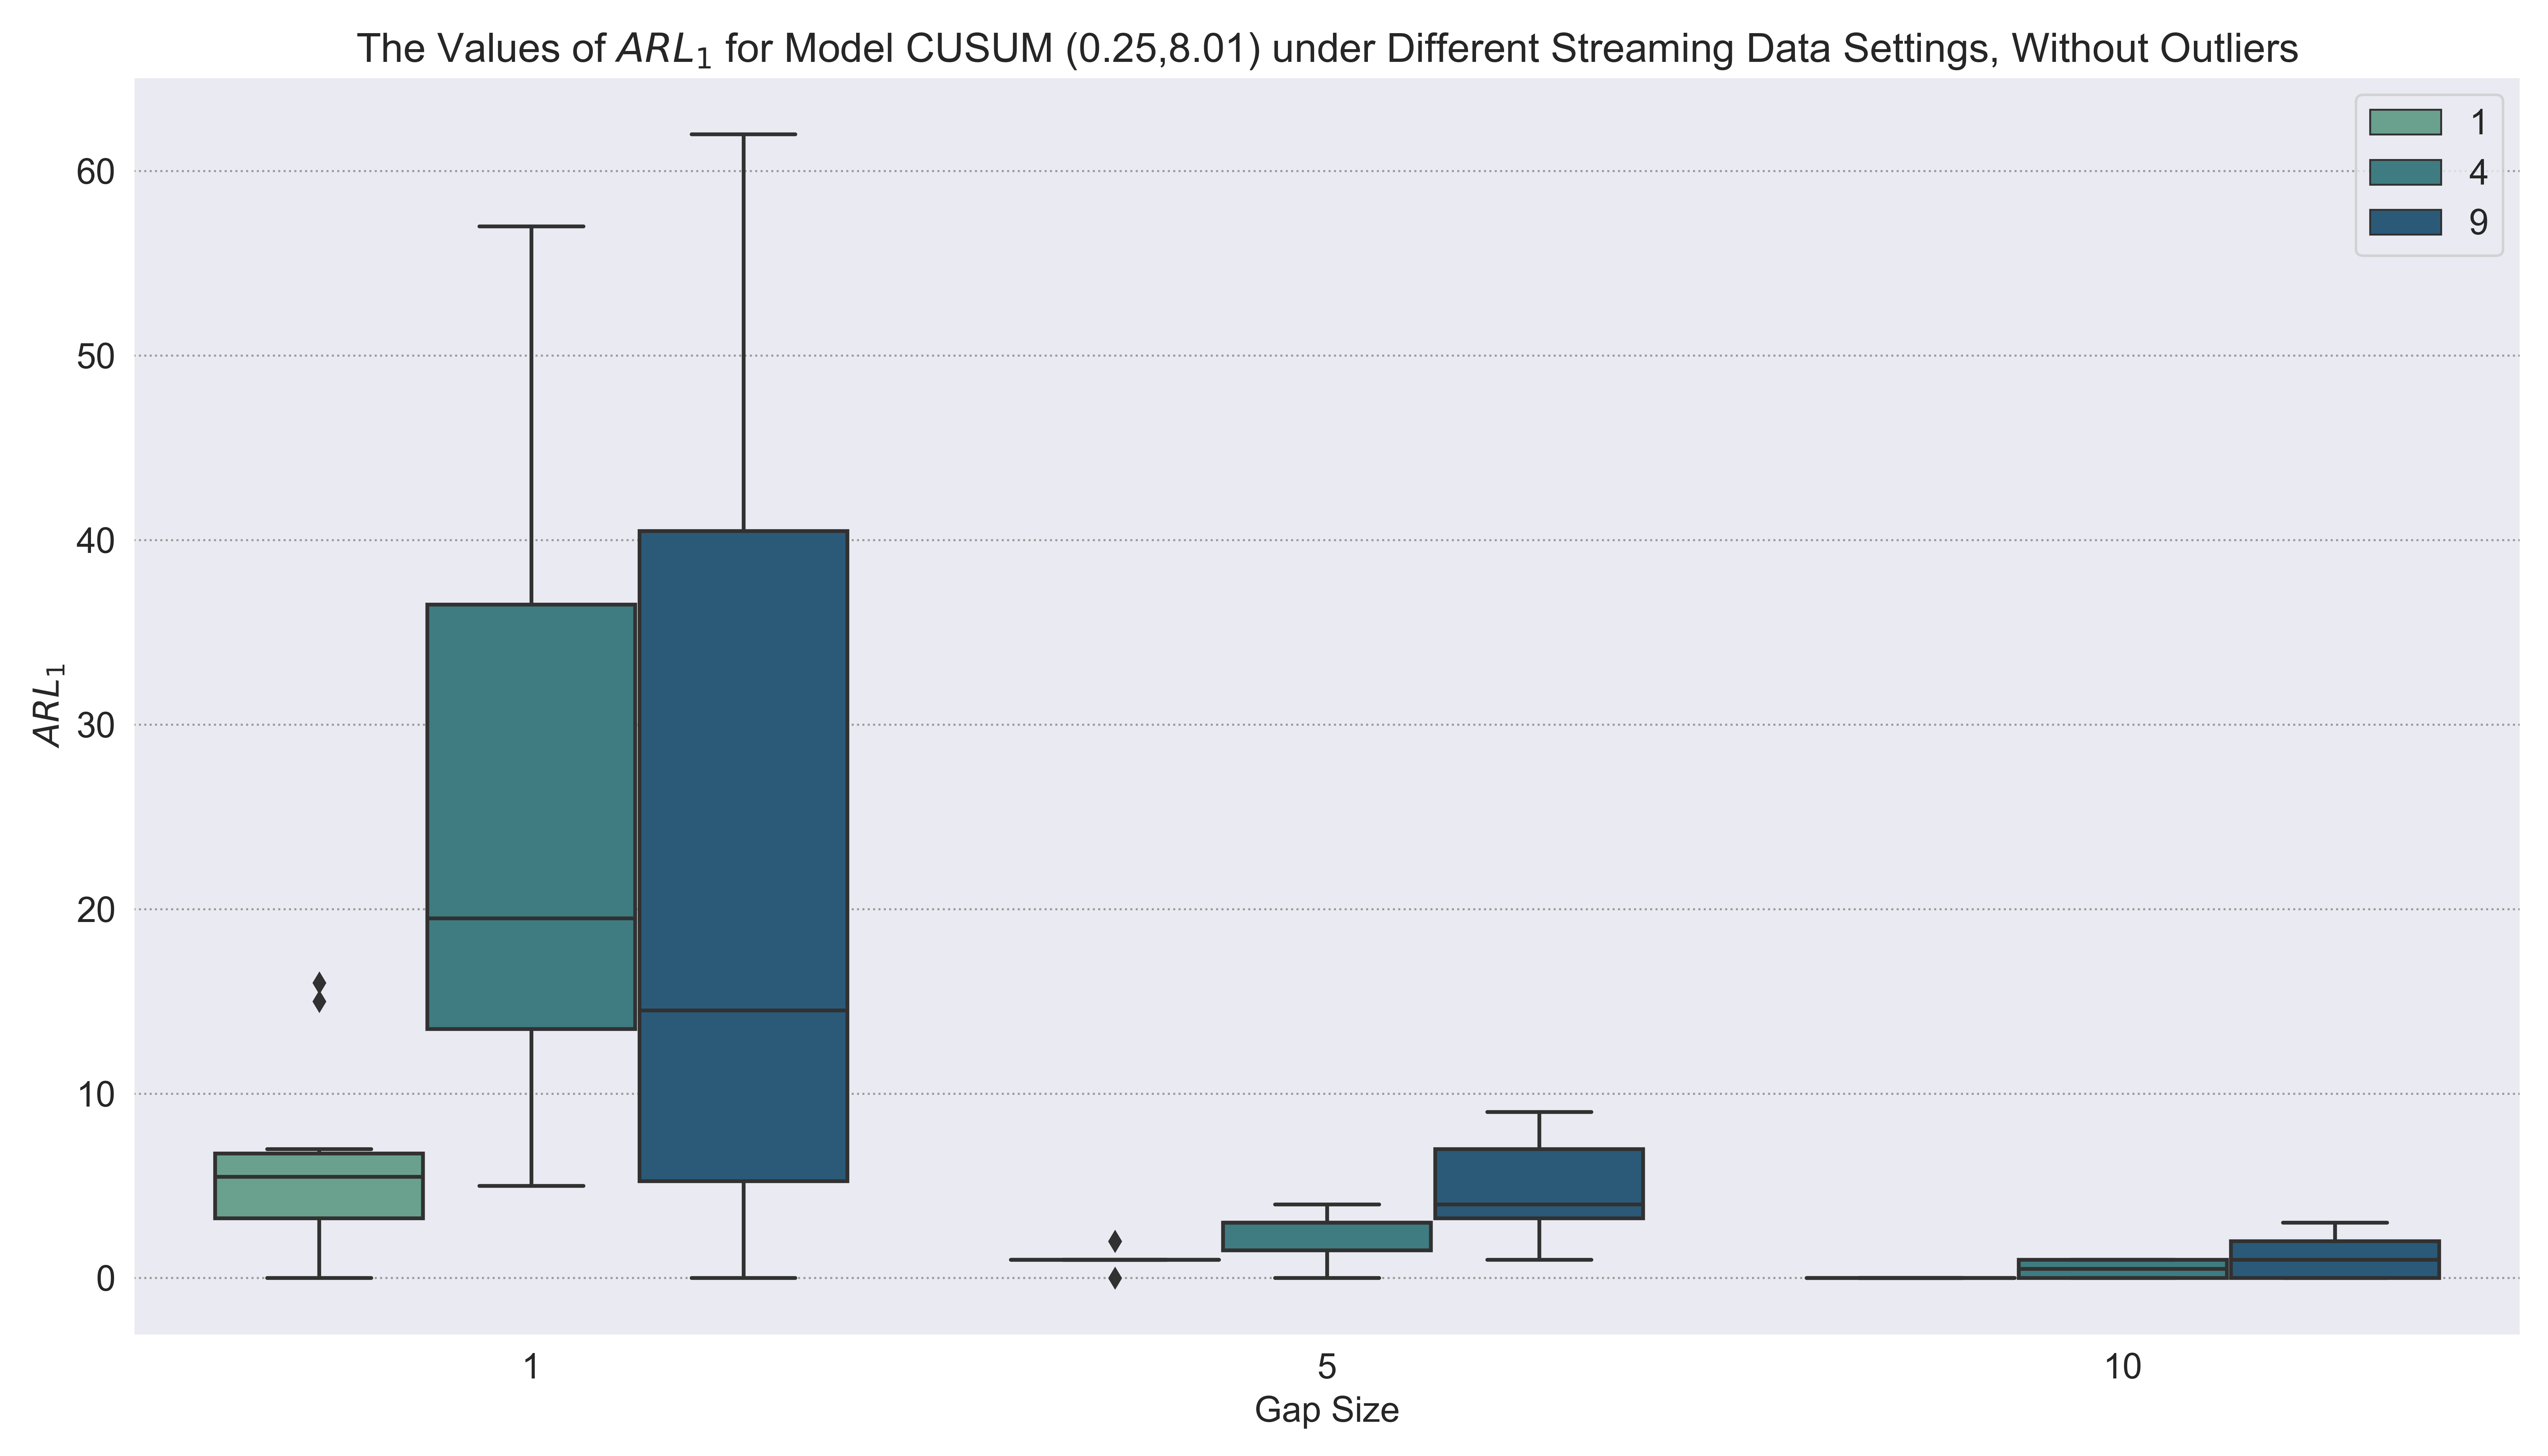 The Values of ARL₁ for Model CUSUM (0.25,8.01) under Different Streaming Data Settings, Without Outliers
1
4
9
60
50
40
30
20
10
0
ARL₁
1 5 10
Gap Size